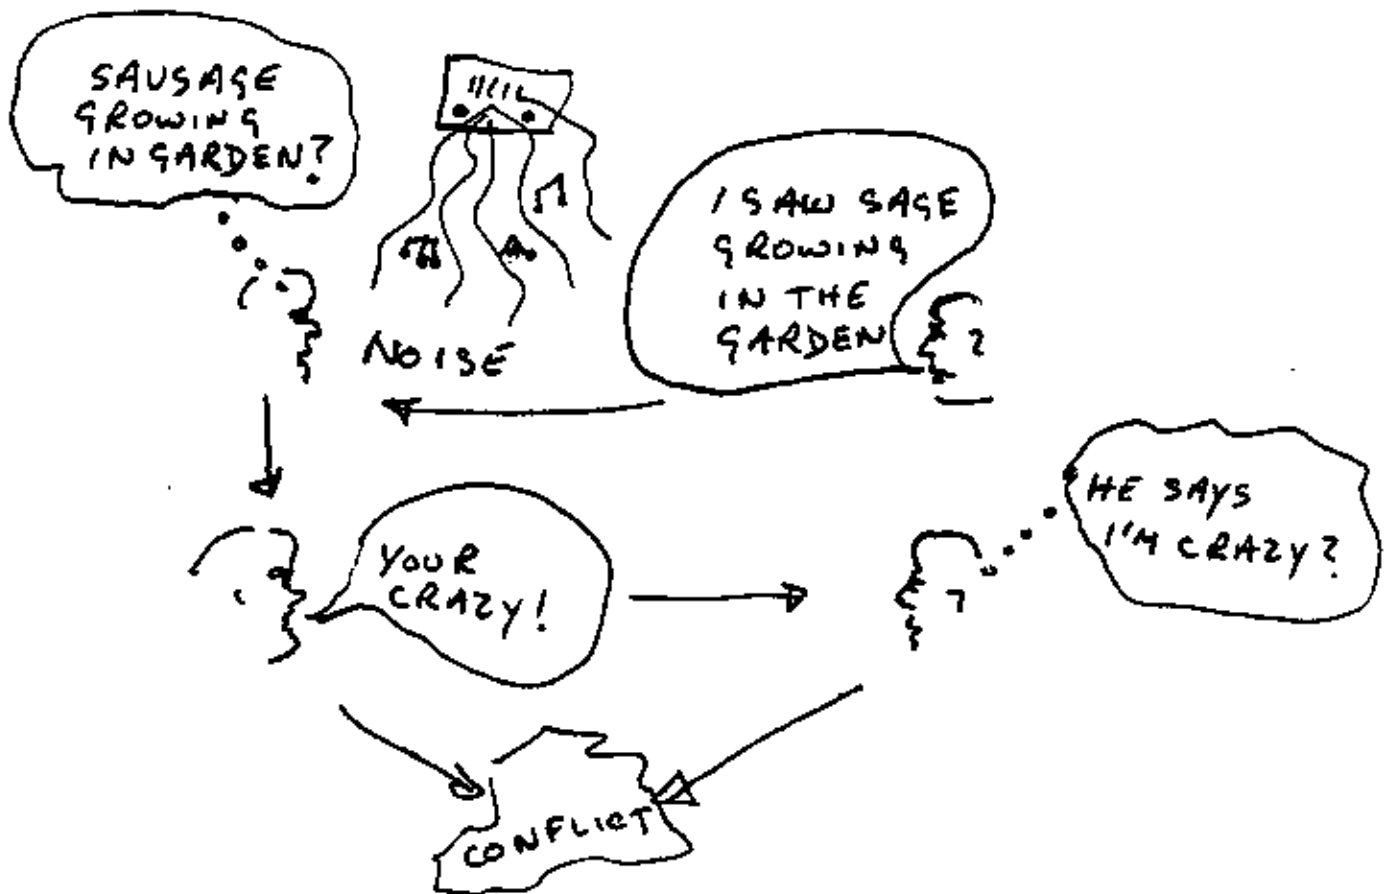 SAUSAGE
GROWING
IN GARDEN?
I SAW SAGE
GROWING
IN THE
GARDEN
NOISE
HE SAYS
I'M CRAZY?
YOUR
CRAZY!
CONFLICT